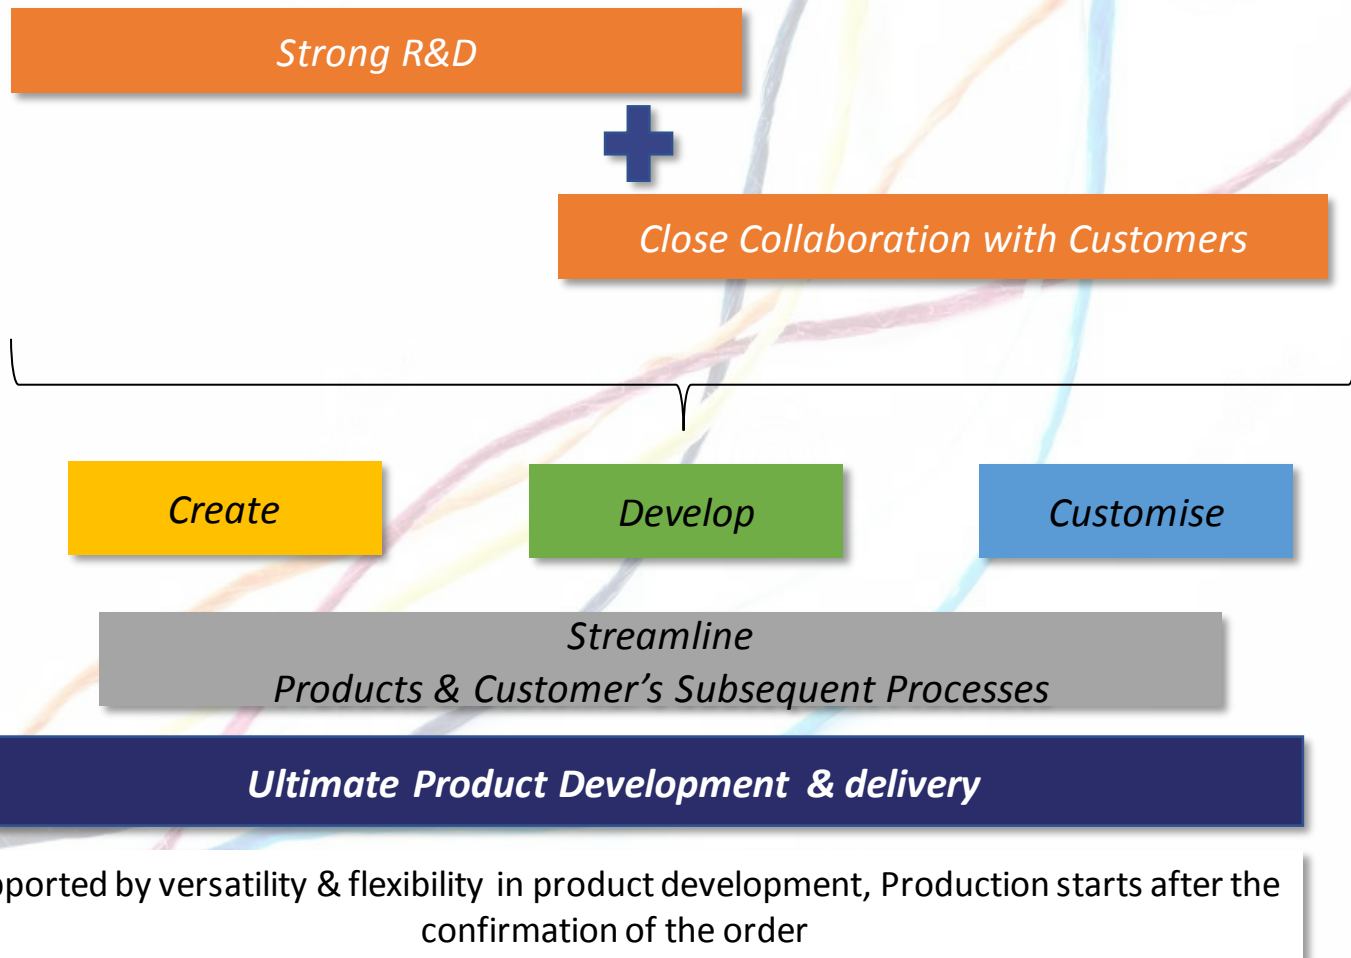 Strong R&D
Close Collaboration with Customers
Create
Develop
Customise
Streamline
Products & Customer’s Subsequent Processes
Ultimate Product Development & delivery
pported by versatility & flexibility in product development, Production starts after the
confirmation of the order